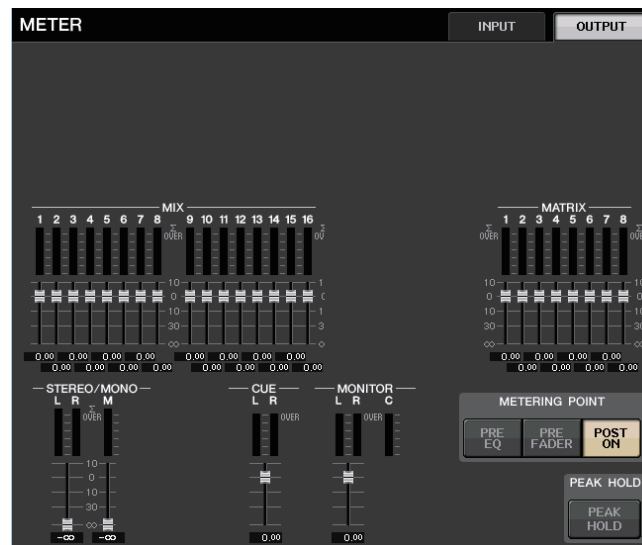 METER INPUT OUTPUT
MIX MATRIX
1 2 3 4 5 6 7 8 9 10 11 12 13 14 15 16 1 2 3 4 5 6 7 8
Σ Σ Σ
OVER OVER
10 10
0 0
10 10
30 30
∞ ∞
0.00 0.00 0.00 0.00 0.00 0.00 0.00 0.00 0.00 0.00 0.00 0.00
0.00 0.00 0.00 0.00 0.00 0.00 0.00 0.00 0.00 0.00 0.00 0.00
STEREO/MONO CUE MONITOR
L R M L R L R C
Σ
OVER OVER OVER
10
0
10
30
∞
-∞ -∞ 0.00 0.00
METERING POINT
PRE EQ PRE FADER POST ON
PEAK HOLD
PEAK HOLD